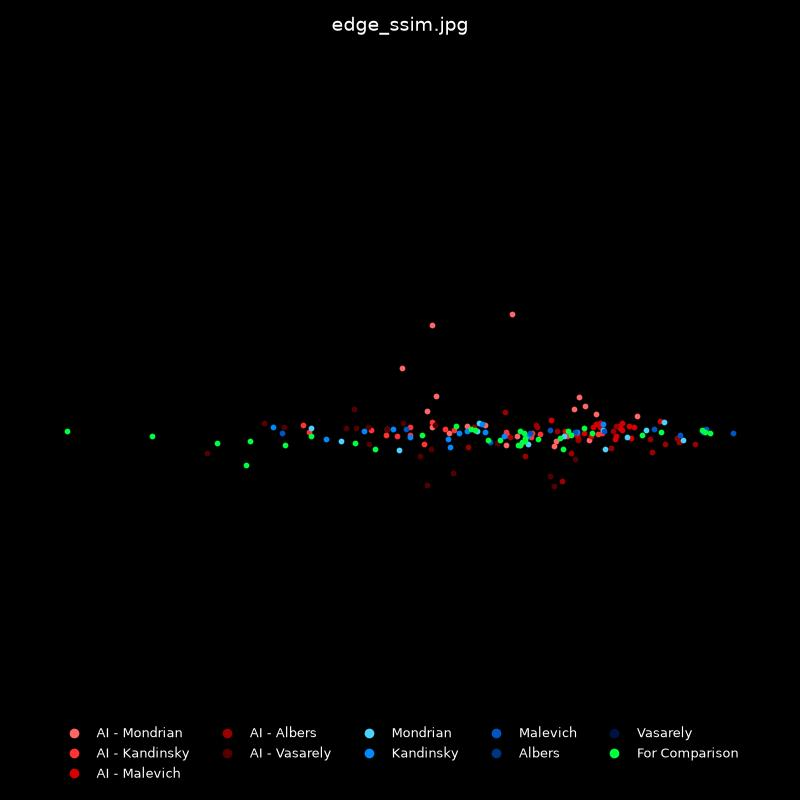 edge_ssim.jpg
AI - Mondrian AI - Albers Mondrian Malevich Vasarely
AI - Kandinsky AI - Vasarely Kandinsky Albers For Comparison
AI - Malevich